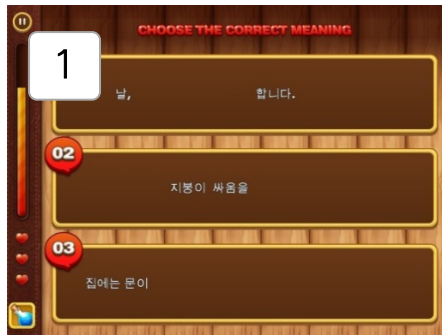 CHOOSE THE CORRECT MEANING
1
날, 합니다.
02
지붕이 싸움을
03
집에는 문이